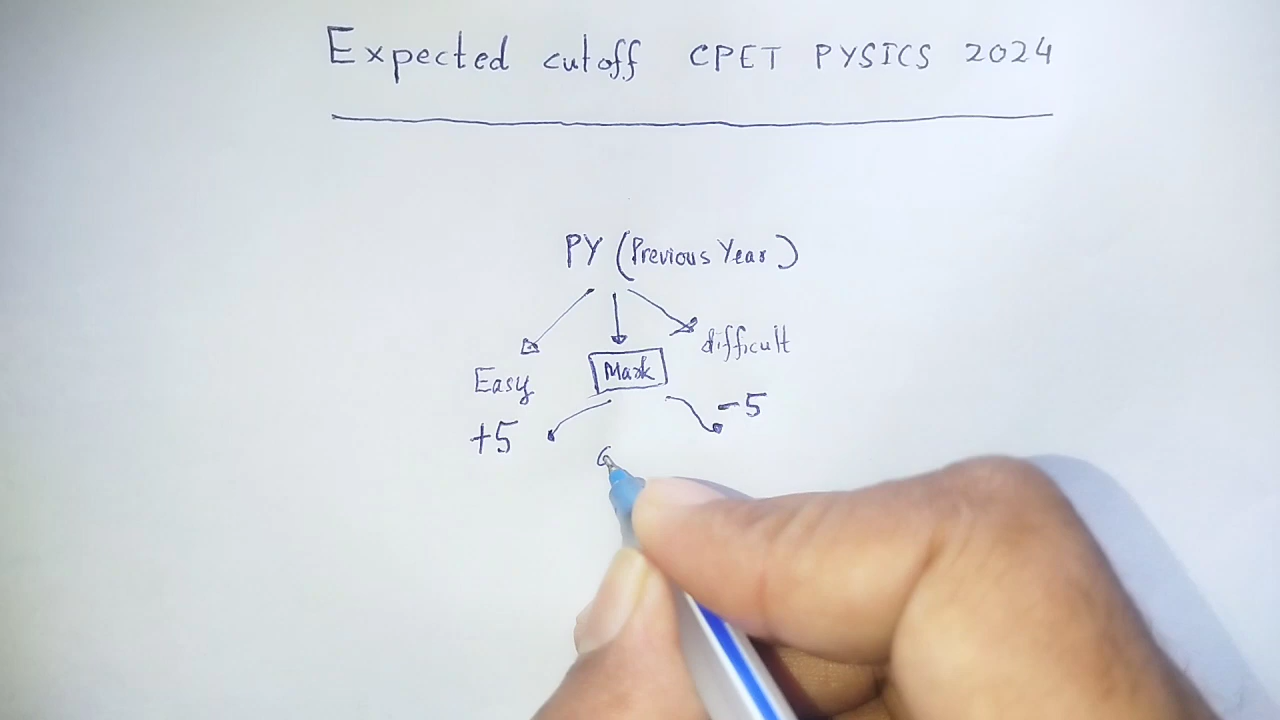 Expected cutoff CPET PYSICS 2024
PY (Previous Year)
difficult
Mark
Easy
-5
+5